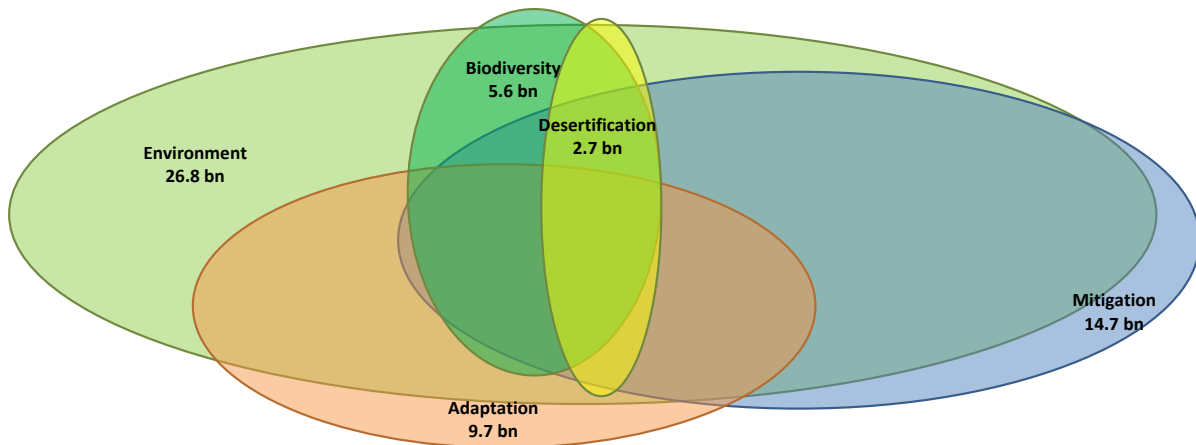 Biodiversity
5.6 bn
Desertification
2.7 bn
Environment
26.8 bn
Mitigation
14.7 bn
Adaptation
9.7 bn